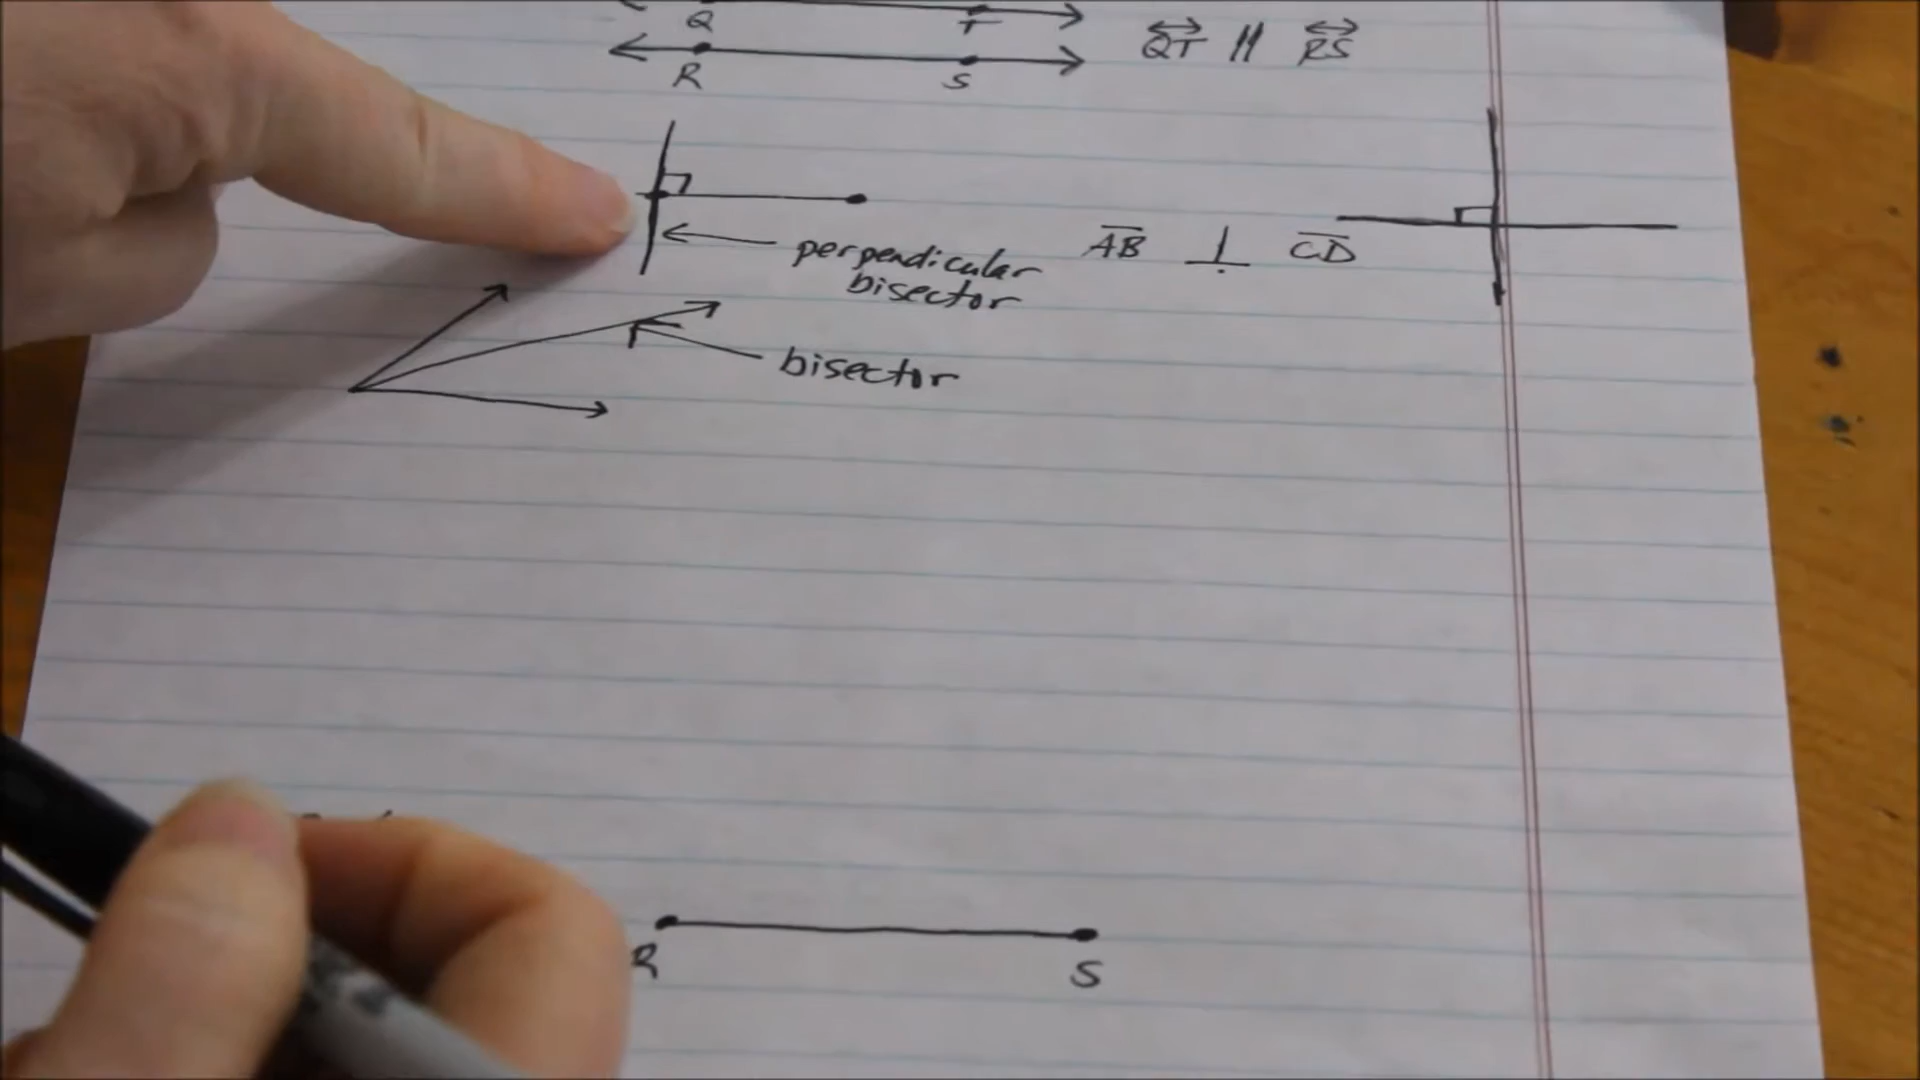 Q T
QT // RS
R S
perpendicular
bisector
AB ⊥ CD
bisector
R S